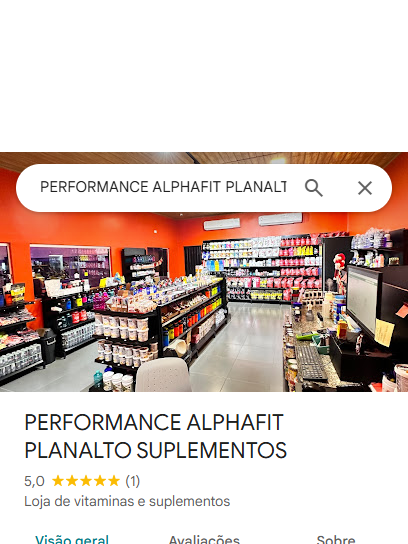 PERFORMANCE ALPHAFIT PLANALT
PERFORMANCE ALPHAFIT
PLANALTO SUPLEMENTOS
5,0 ★★★★★ (1)
Loja de vitaminas e suplementos
Visão geral Avaliações Sobre